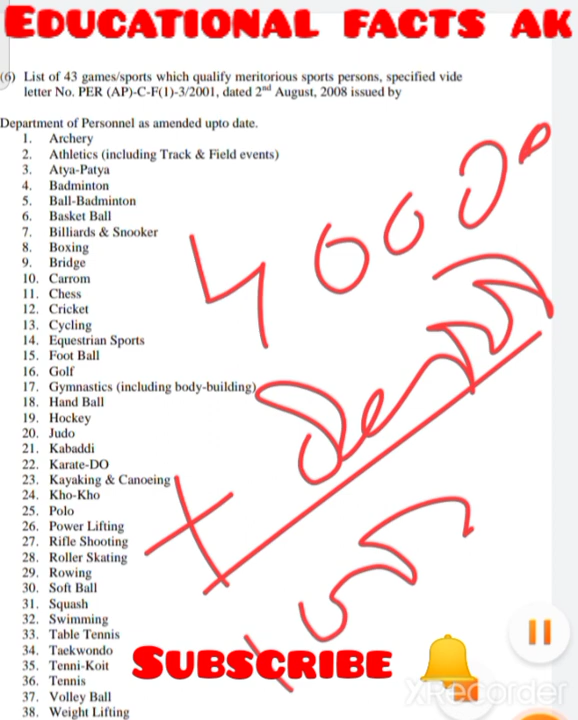 EDUCATIONAL FACTS AK
(6) List of 43 games/sports which qualify meritorious sports persons, specified vide
letter No. PER (AP)-C-F(1)-3/2001, dated 2nd August, 2008 issued by
Department of Personnel as amended upto date.
1. Archery
2. Athletics (including Track & Field events)
3. Atya-Patya
4. Badminton
5. Ball-Badminton
6. Basket Ball
7. Billiards & Snooker
8. Boxing
9. Bridge
10. Carrom
11. Chess
12. Cricket
13. Cycling
14. Equestrian Sports
15. Foot Ball
16. Golf
17. Gymnastics (including body-building)
18. Hand Ball
19. Hockey
20. Judo
21. Kabaddi
22. Karate-DO
23. Kayaking & Canoeing
24. Kho-Kho
25. Polo
26. Power Lifting
27. Rifle Shooting
28. Roller Skating
29. Rowing
30. Soft Ball
31. Squash
32. Swimming
33. Table Tennis
34. Taekwondo
35. Tenni-Koit
36. Tennis
37. Volley Ball
38. Weight Lifting
SUBSCRIBE
XRecorder